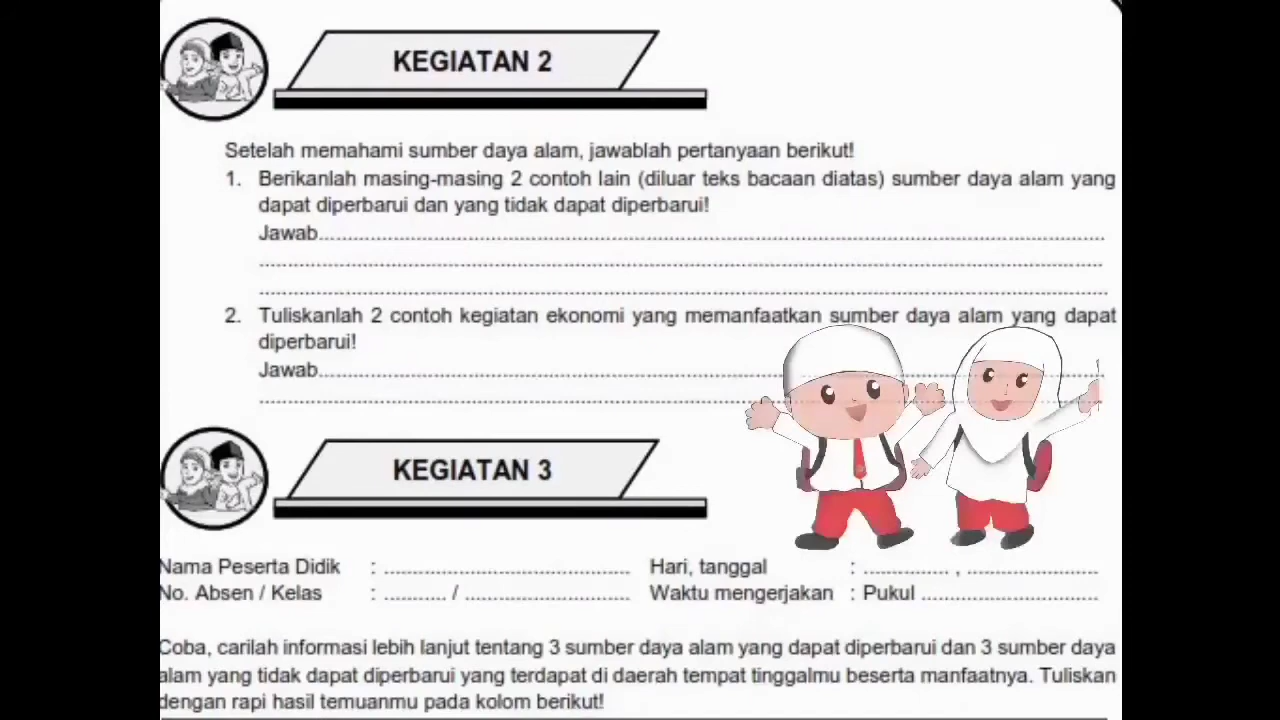 KEGIATAN 2
Setelah memahami sumber daya alam, jawablah pertanyaan berikut!
1. Berikanlah masing-masing 2 contoh lain (diluar teks bacaan diatas) sumber daya alam yang
dapat diperbarui dan yang tidak dapat diperbarui!
Jawab..........................................................................................
..........................................................................................
..........................................................................................
2. Tuliskanlah 2 contoh kegiatan ekonomi yang memanfaatkan sumber daya alam yang dapat
diperbarui!
Jawab..........................................................................................
..........................................................................................
KEGIATAN 3
Nama Peserta Didik : .......................................... Hari, tanggal : ............... , .......................
No. Absen / Kelas : ........... / ............................. Waktu mengerjakan : Pukul ...............................
Coba, carilah informasi lebih lanjut tentang 3 sumber daya alam yang dapat diperbarui dan 3 sumber daya
alam yang tidak dapat diperbarui yang terdapat di daerah tempat tinggalmu beserta manfaatnya. Tuliskan
dengan rapi hasil temuanmu pada kolom berikut!